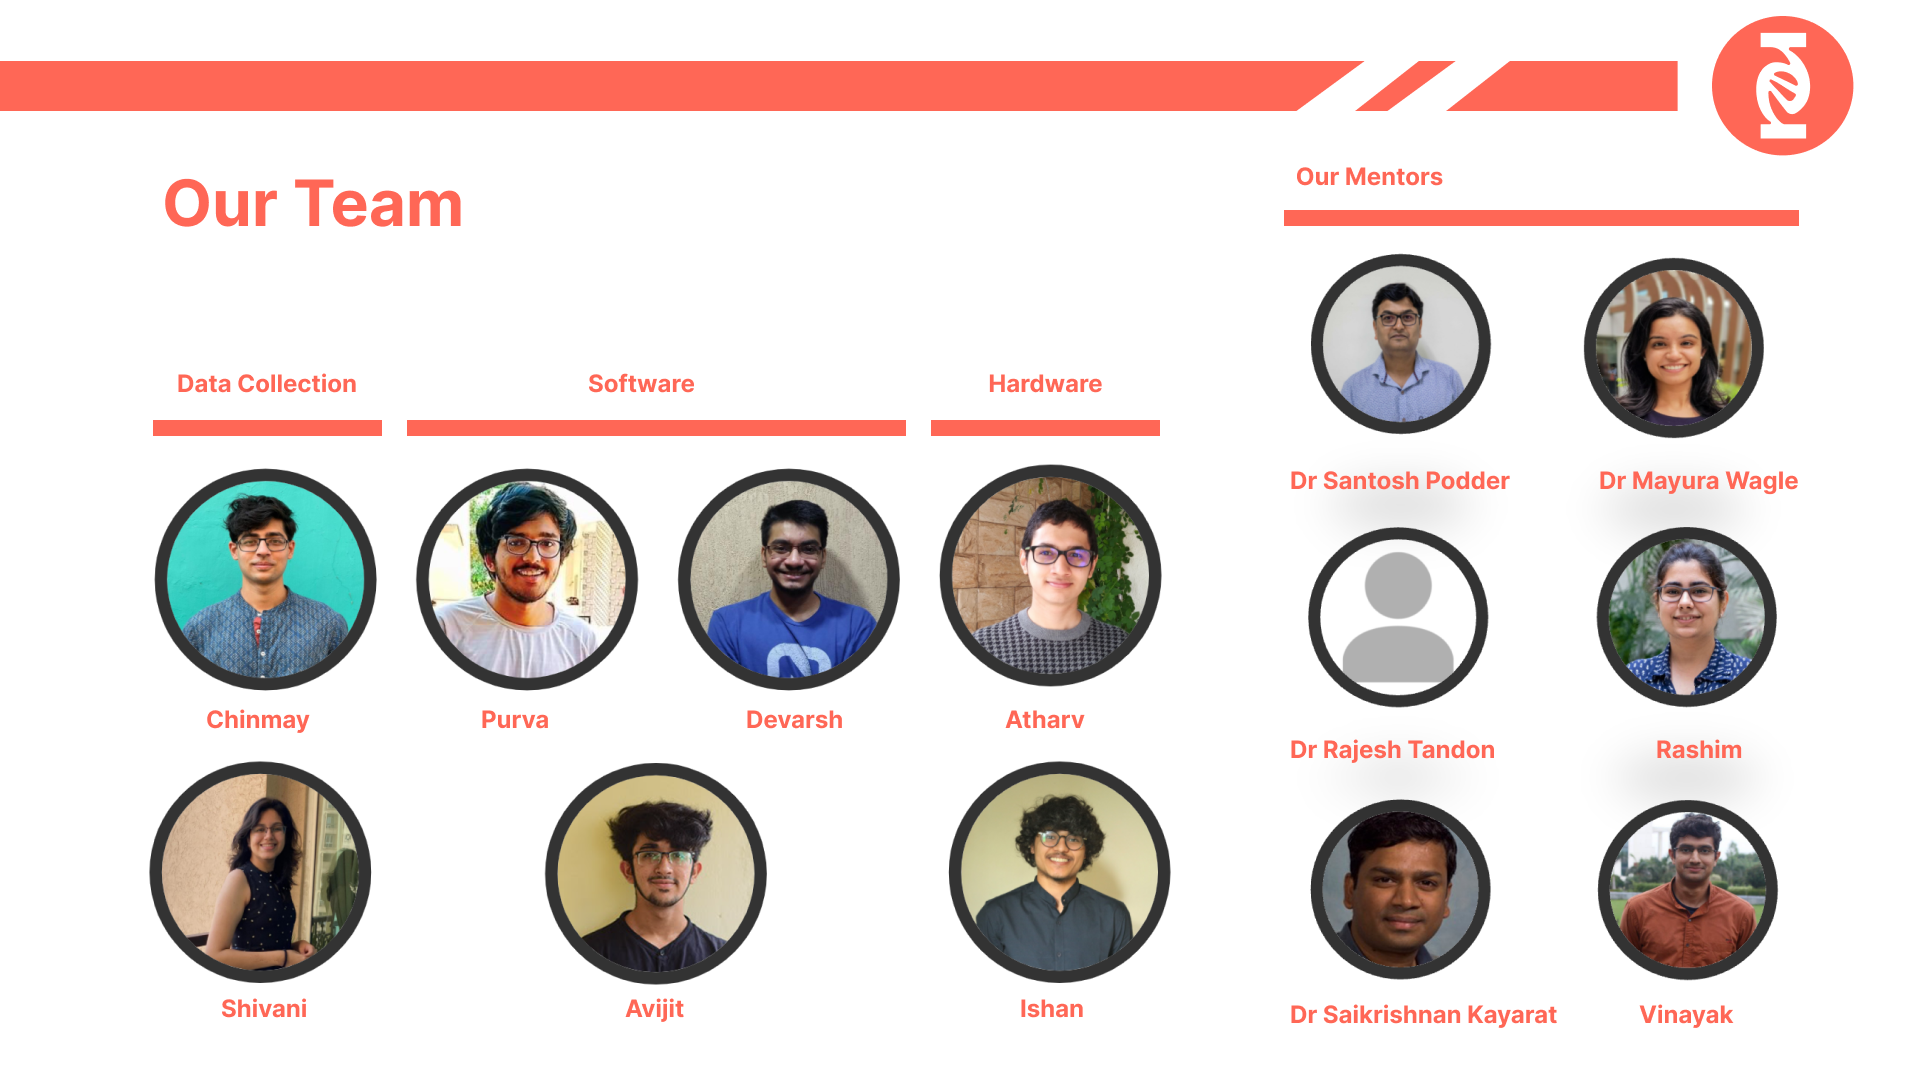 Our Team
Data Collection
Software
Hardware
Chinmay
Purva
Devarsh
Atharv
Shivani
Avijit
Ishan
Our Mentors
Dr Santosh Podder
Dr Mayura Wagle
Dr Rajesh Tandon
Rashim
Dr Saikrishnan Kayarat
Vinayak